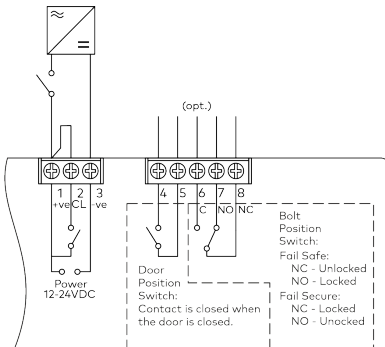 (opt.)
1 2 3 4 5 6 7 8
+ve CL -ve C NO NC
Power
12-24VDC
Door
Position
Switch:
Contact is closed when
the door is closed.
Bolt
Position
Switch:
Fail Safe:
NC - Unlocked
NO - Locked
Fail Secure:
NC - Locked
NO - Unocked